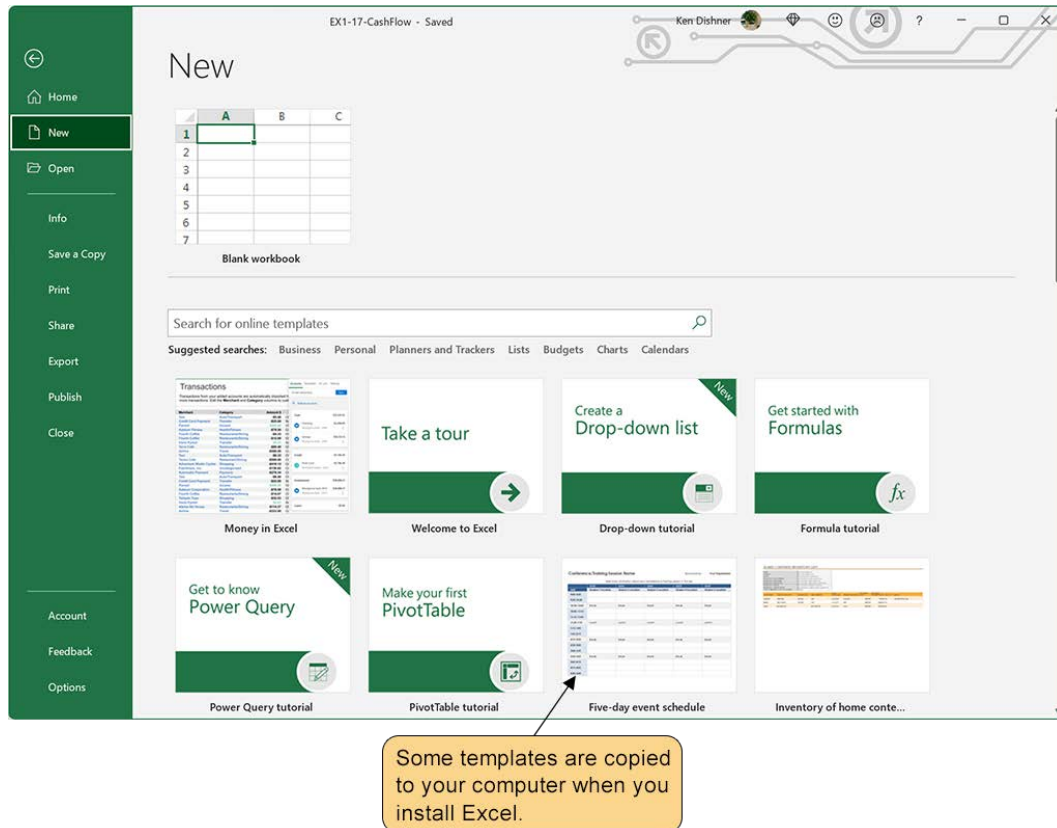 EX1-17-CashFlow - Saved
Ken Dishner
?
New
Home
New
Open
Info
Save a Copy
Print
Share
Export
Publish
Close
Account
Feedback
Options
A B C
1
2
3
4
5
6
7
Blank workbook
Search for online templates
Suggested searches: Business Personal Planners and Trackers Lists Budgets Charts Calendars
Transactions
Money in Excel
Take a tour
Welcome to Excel
New
Create a
Drop-down list
Drop-down tutorial
Get started with
Formulas
fx
Formula tutorial
New
Get to know
Power Query
Power Query tutorial
Make your first
PivotTable
PivotTable tutorial
Five-day event schedule
Inventory of home conte...
Some templates are copied
to your computer when you
install Excel.